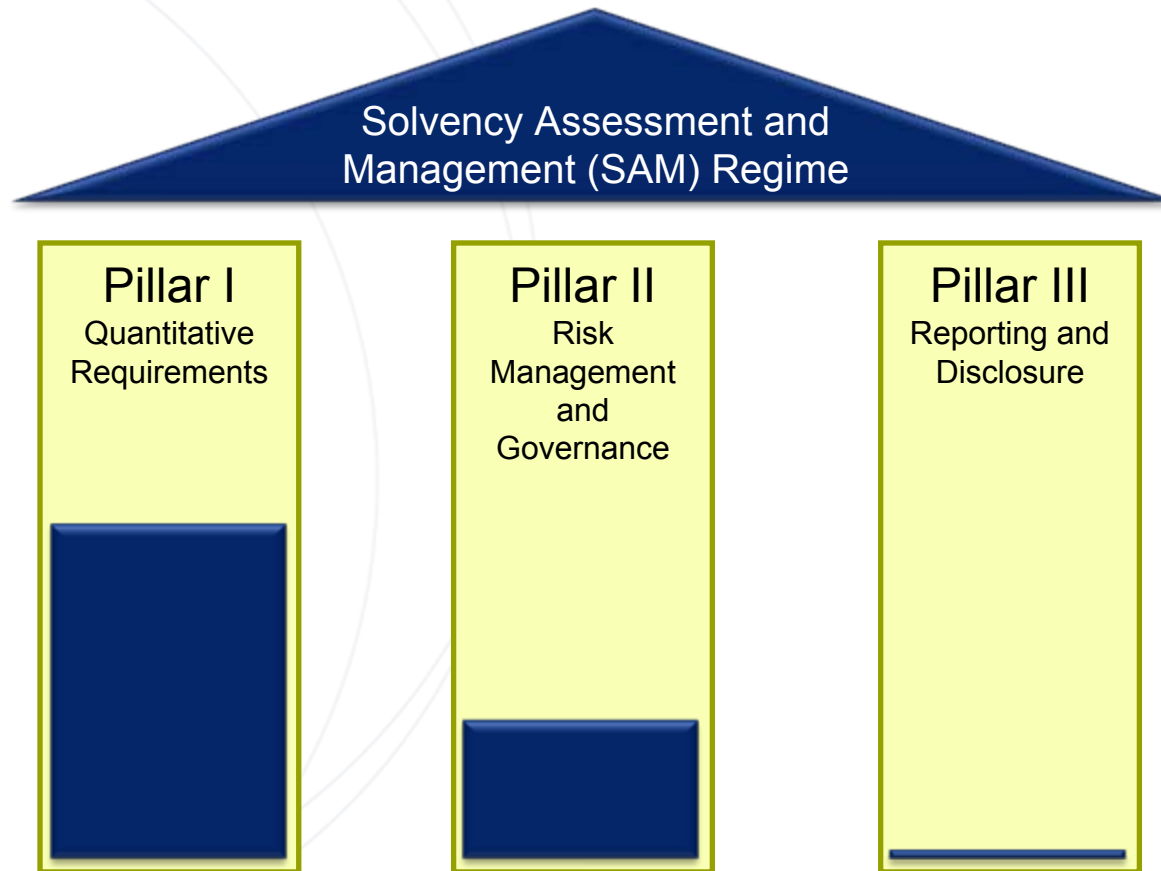 Solvency Assessment and
Management (SAM) Regime
Pillar I
Quantitative
Requirements
Pillar II
Risk
Management
and
Governance
Pillar III
Reporting and
Disclosure